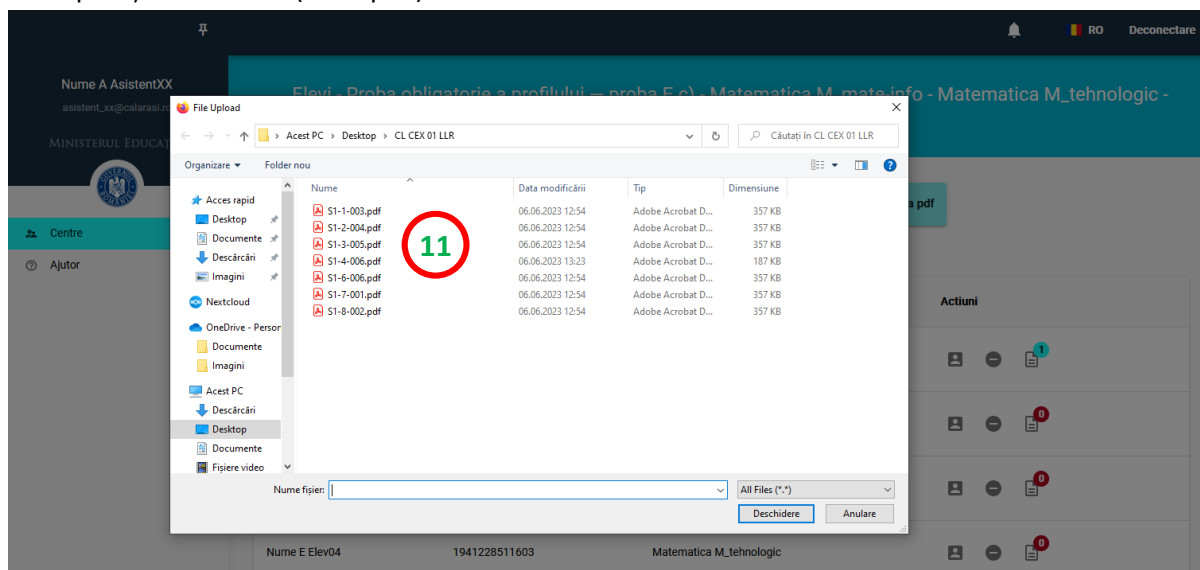 RO Deconectare
Nume A AsistentXX
asistent_xx@calarasi.ro
MINISTERUL EDUCAȚ
Centre
Ajutor
Elevi - Proba obligatorie a profilului — proba E.c) - Matematica M_mate-info - Matematica M_tehnologic -
a pdf
File Upload
Acest PC > Desktop > CL CEX 01 LLR
Căutați în CL CEX 01 LLR
Organizare Folder nou
Acces rapid
Desktop
Documente
Descărcări
Imagini
Nextcloud
OneDrive - Person
Documente
Imagini
Acest PC
Descărcări
Desktop
Documente
Fișiere video
Nume Data modificării Tip Dimensiune
S1-1-003.pdf 06.06.2023 12:54 Adobe Acrobat D... 357 KB
S1-2-004.pdf 06.06.2023 12:54 Adobe Acrobat D... 357 KB
S1-3-005.pdf 06.06.2023 12:54 Adobe Acrobat D... 357 KB
S1-4-006.pdf 06.06.2023 13:23 Adobe Acrobat D... 187 KB
S1-6-006.pdf 06.06.2023 12:54 Adobe Acrobat D... 357 KB
S1-7-001.pdf 06.06.2023 12:54 Adobe Acrobat D... 357 KB
S1-8-002.pdf 06.06.2023 12:54 Adobe Acrobat D... 357 KB
11
Nume fișier: All Files (*.*)
Deschidere Anulare
Actiuni
1
0
0
Nume E Elev04 1941228511603 Matematica M_tehnologic 0